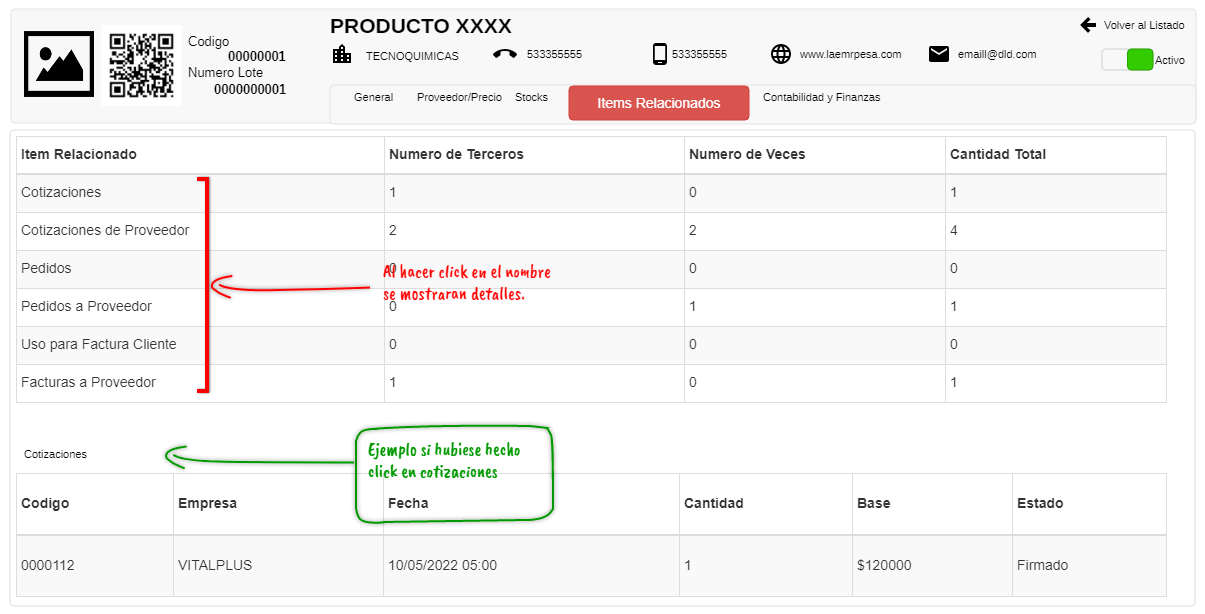 PRODUCTO XXXX
Volver al Listado
Codigo
00000001
Numero Lote
0000000001
TECNOQUIMICAS
533355555
533355555
www.laemrpesa.com
emaill@dld.com
Activo
General Proveedor/Precio Stocks Items Relacionados Contabilidad y Finanzas
Item Relacionado Numero de Terceros Numero de Veces Cantidad Total
Cotizaciones 1 0 1
Cotizaciones de Proveedor 2 2 4
Pedidos 0 0 0
Al hacer click en el nombre
se mostraran detalles.
Pedidos a Proveedor 0 1 1
Uso para Factura Cliente 0 0 0
Facturas a Proveedor 1 0 1
Cotizaciones
Ejemplo si hubiese hecho
click en cotizaciones
Codigo Empresa Fecha Cantidad Base Estado
0000112 VITALPLUS 10/05/2022 05:00 1 $120000 Firmado